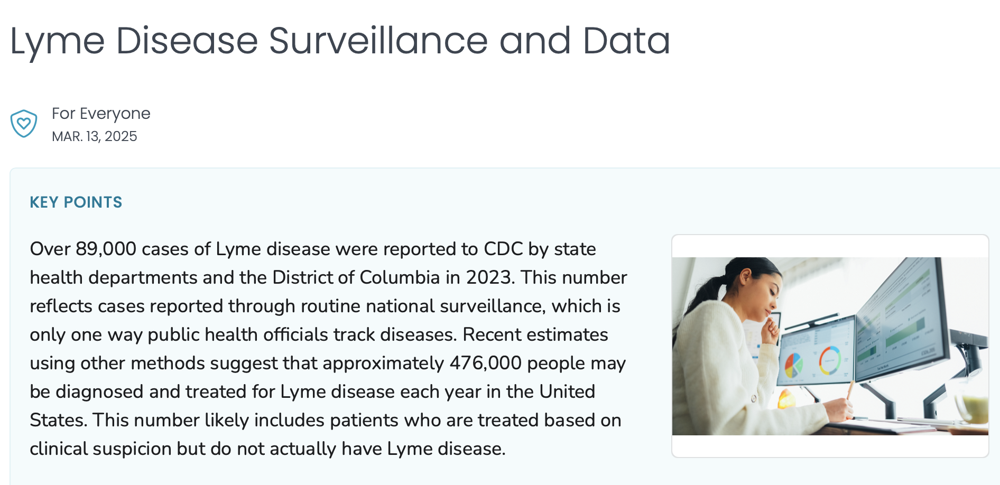 Lyme Disease Surveillance and Data
For Everyone
MAR. 13, 2025
KEY POINTS
Over 89,000 cases of Lyme disease were reported to CDC by state
health departments and the District of Columbia in 2023. This number
reflects cases reported through routine national surveillance, which is
only one way public health officials track diseases. Recent estimates
using other methods suggest that approximately 476,000 people may
be diagnosed and treated for Lyme disease each year in the United
States. This number likely includes patients who are treated based on
clinical suspicion but do not actually have Lyme disease.